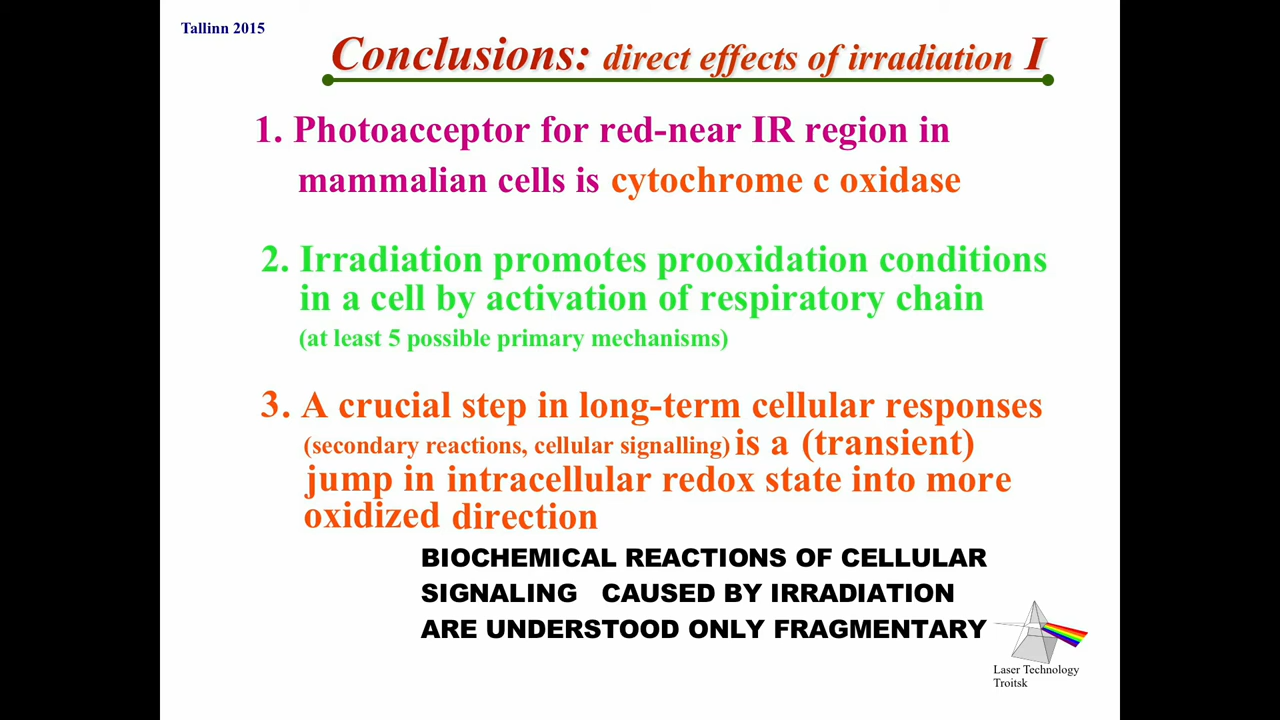 Tallinn 2015
Conclusions: direct effects of irradiation I
1. Photoacceptor for red-near IR region in
mammalian cells is cytochrome c oxidase
2. Irradiation promotes prooxidation conditions
in a cell by activation of respiratory chain
(at least 5 possible primary mechanisms)
3. A crucial step in long-term cellular responses
(secondary reactions, cellular signalling) is a (transient)
jump in intracellular redox state into more
oxidized direction
BIOCHEMICAL REACTIONS OF CELLULAR
SIGNALING CAUSED BY IRRADIATION
ARE UNDERSTOOD ONLY FRAGMENTARY
Laser Technology
Troitsk